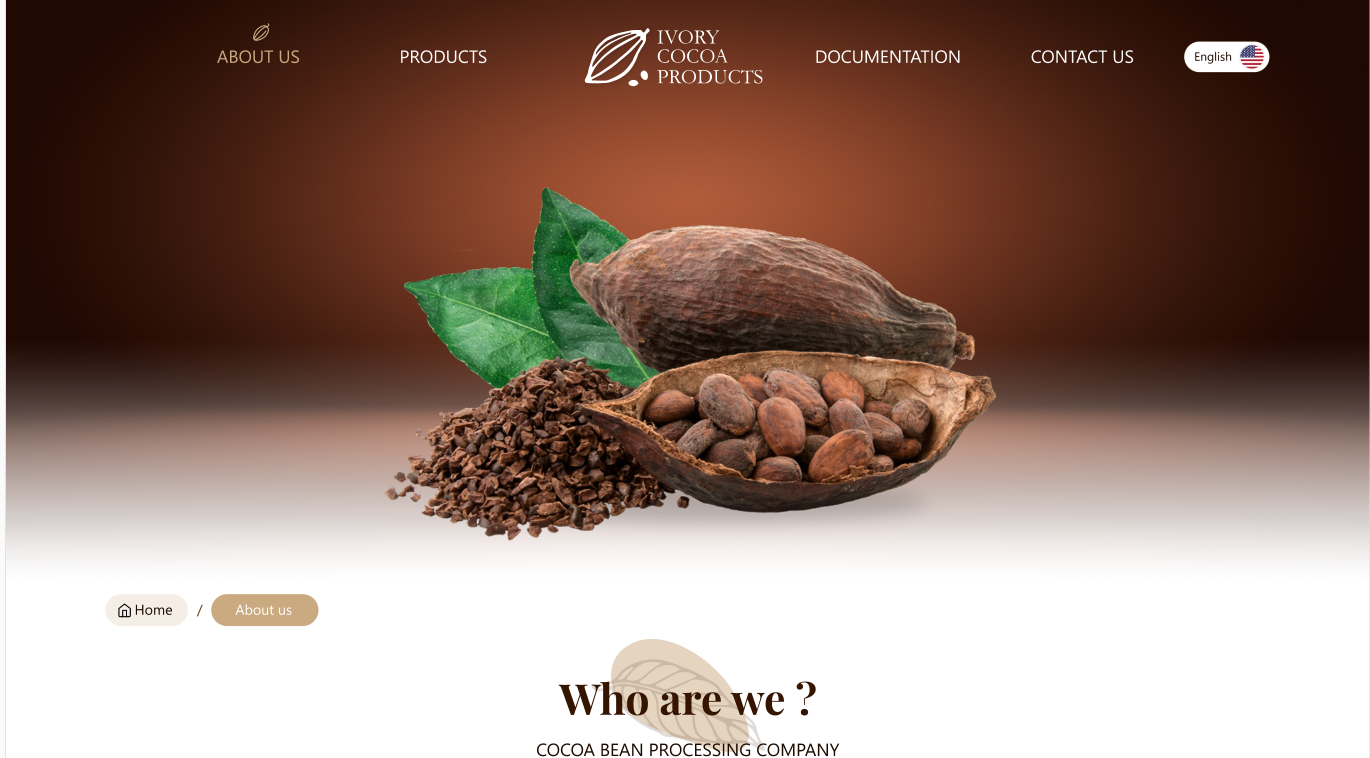 ABOUT US
PRODUCTS
IVORY
COCOA
PRODUCTS
DOCUMENTATION
CONTACT US
English
Home / About us
Who are we ?
COCOA BEAN PROCESSING COMPANY